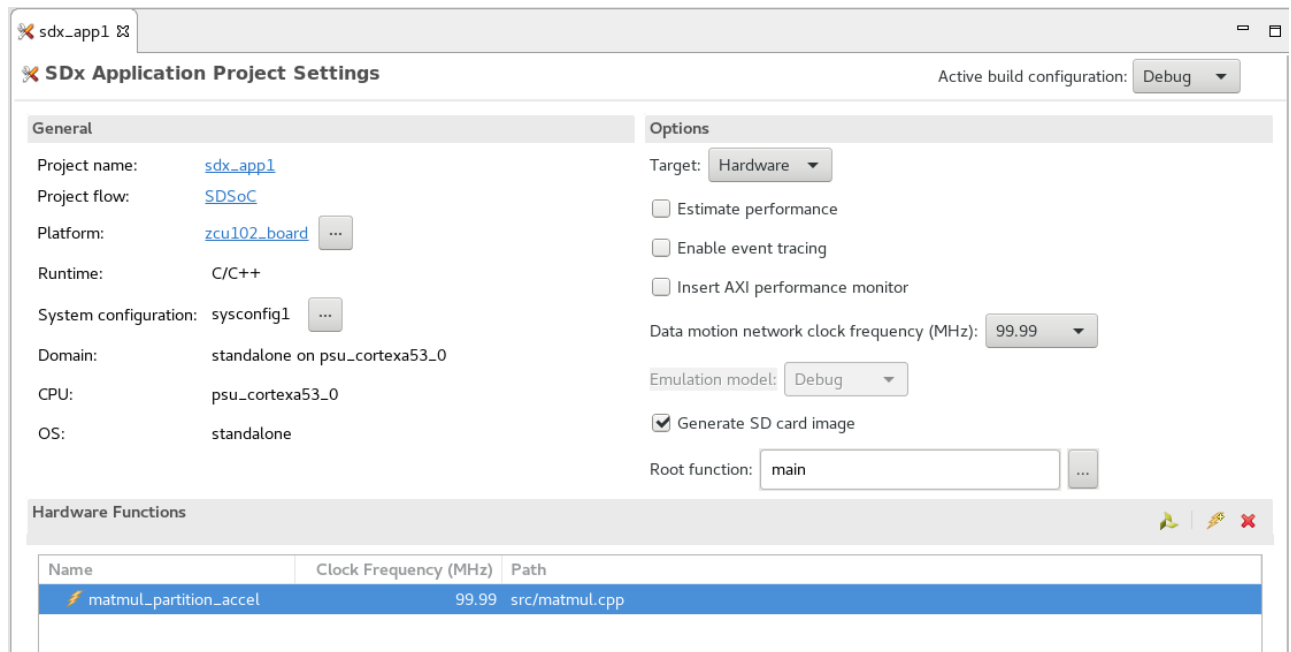 sdx_app1
SDx Application Project Settings
Active build configuration: Debug
General
Project name: sdx_app1
Project flow: SDSoC
Platform: zcu102_board ...
Runtime: C/C++
System configuration: sysconfig1 ...
Domain: standalone on psu_cortexa53_0
CPU: psu_cortexa53_0
OS: standalone
Options
Target: Hardware
Estimate performance
Enable event tracing
Insert AXI performance monitor
Data motion network clock frequency (MHz): 99.99
Emulation model: Debug
Generate SD card image
Root function: main ...
Hardware Functions
Name Clock Frequency (MHz) Path
matmul_partition_accel 99.99 src/matmul.cpp